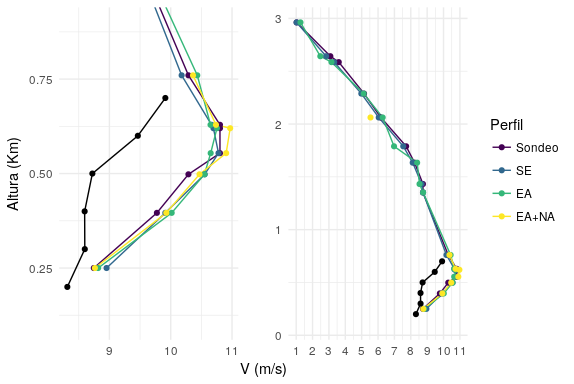 Altura (Km)
0.75
0.50
0.25
9 10 11
3
2
1
0
1 2 3 4 5 6 7 8 9 10 11
V (m/s)
Perfil
Sondeo
SE
EA
EA+NA